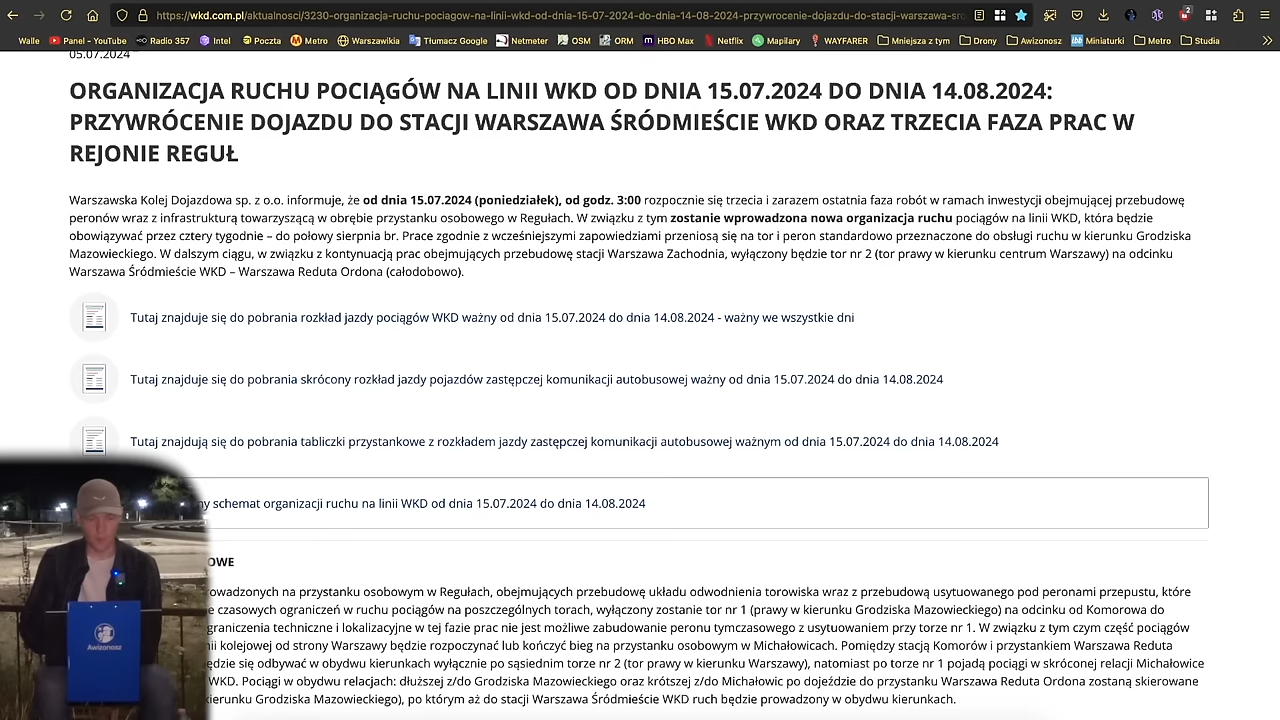 https://wkd.com.pl/aktualnosci/3230-organizacja-ruchu-pociagow-na-linii-wkd-od-dnia-15-07-2024-do-dnia-14-08-2024-przywrocenie-dojazdu-do-stacji-warszawa-sro
2
Walle Panel - YouTube Radio 357 Intel Poczta Metro Warszawikia Tłumacz Google Netmeter OSM ORM HBO Max Netflix Mapilary WAYFARER Mniejsza z tym Drony Awizonosz Miniaturki Metro Studia
05.07.2024
ORGANIZACJA RUCHU POCIĄGÓW NA LINII WKD OD DNIA 15.07.2024 DO DNIA 14.08.2024:
PRZYWRÓCENIE DOJAZDU DO STACJI WARSZAWA ŚRÓDMIEŚCIE WKD ORAZ TRZECIA FAZA PRAC W
REJONIE REGUŁ
Warszawska Kolej Dojazdowa sp. z o.o. informuje, że od dnia 15.07.2024 (poniedziałek), od godz. 3:00 rozpocznie się trzecia i zarazem ostatnia faza robót w ramach inwestycji obejmującej przebudowę
peronów wraz z infrastrukturą towarzyszącą w obrębie przystanku osobowego w Regułach. W związku z tym zostanie wprowadzona nowa organizacja ruchu pociągów na linii WKD, która będzie
obowiązywać przez cztery tygodnie – do połowy sierpnia br. Prace zgodnie z wcześniejszymi zapowiedziami przeniosą się na tor i peron standardowo przeznaczone do obsługi ruchu w kierunku Grodziska
Mazowieckiego. W dalszym ciągu, w związku z kontynuacją prac obejmujących przebudowę stacji Warszawa Zachodnia, wyłączony będzie tor nr 2 (tor prawy w kierunku centrum Warszawy) na odcinku
Warszawa Śródmieście WKD – Warszawa Reduta Ordona (całodobowo).
Tutaj znajduje się do pobrania rozkład jazdy pociągów WKD ważny od dnia 15.07.2024 do dnia 14.08.2024 - ważny we wszystkie dni
Tutaj znajduje się do pobrania skrócony rozkład jazdy pojazdów zastępczej komunikacji autobusowej ważny od dnia 15.07.2024 do dnia 14.08.2024
Tutaj znajdują się do pobrania tabliczki przystankowe z rozkładem jazdy zastępczej komunikacji autobusowej ważnym od dnia 15.07.2024 do dnia 14.08.2024
ny schemat organizacji ruchu na linii WKD od dnia 15.07.2024 do dnia 14.08.2024
OWE
owadzonych na przystanku osobowym w Regułach, obejmujących przebudowę układu odwodnienia torowiska wraz z przebudową usytuowanego pod peronami przepustu, które
e czasowych ograniczeń w ruchu pociągów na poszczególnych torach, wyłączony zostanie tor nr 1 (prawy w kierunku Grodziska Mazowieckiego) na odcinku od Komorowa do
graniczenia techniczne i lokalizacyjne w tej fazie prac nie jest możliwe zabudowanie peronu tymczasowego z usytuowaniem przy torze nr 1. W związku z tym czym część pociągów
ii kolejowej od strony Warszawy będzie rozpoczynać lub kończyć bieg na przystanku osobowym w Michałowicach. Pomiędzy stacją Komorów i przystankiem Warszawa Reduta
ędzie się odbywać w obydwu kierunkach wyłącznie po sąsiednim torze nr 2 (tor prawy w kierunku Warszawy), natomiast po torze nr 1 pojadą pociągi w skróconej relacji Michałowice
WKD. Pociągi w obydwu relacjach: dłuższej z/do Grodziska Mazowieckiego oraz krótszej z/do Michałowic po dojeździe do przystanku Warszawa Reduta Ordona zostaną skierowane
kierunku Grodziska Mazowieckiego), po którym aż do stacji Warszawa Śródmieście WKD ruch będzie prowadzony w obydwu kierunkach.
Awizonosz